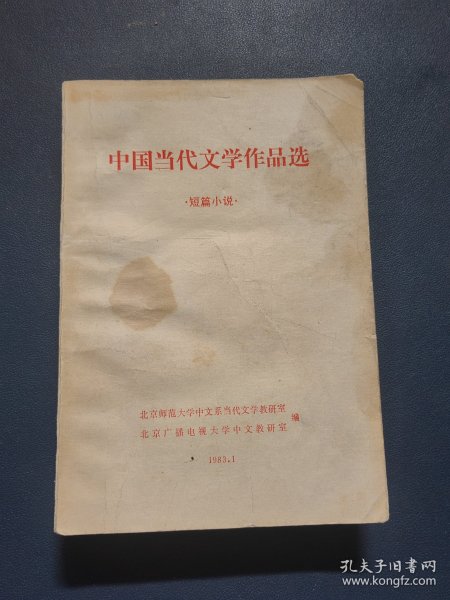 中国当代文学作品选
·短篇小说·
北京师范大学中文系当代文学教研室
北京广播电视大学中文教研室
编
1983.1
孔夫子旧书网
www.kongfz.com